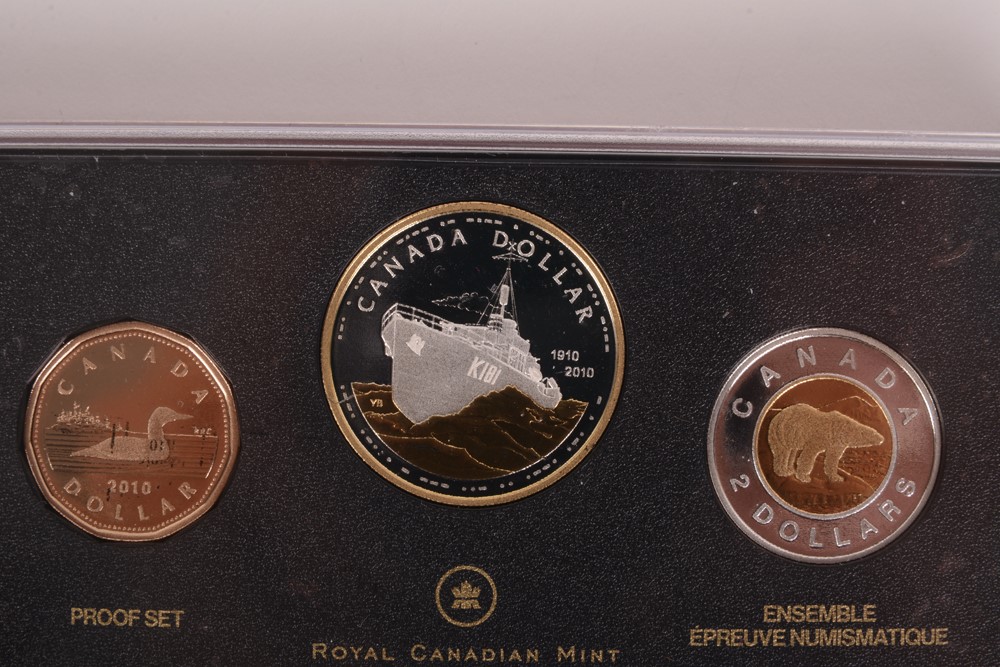 CANADA
2010
DOLLAR
CANADA DOLLAR
K181
1910
2010
YB
CANADA
2 DOLLARS
PROOF SET
ROYAL CANADIAN MINT
ENSEMBLE
ÉPREUVE NUMISMATIQUE